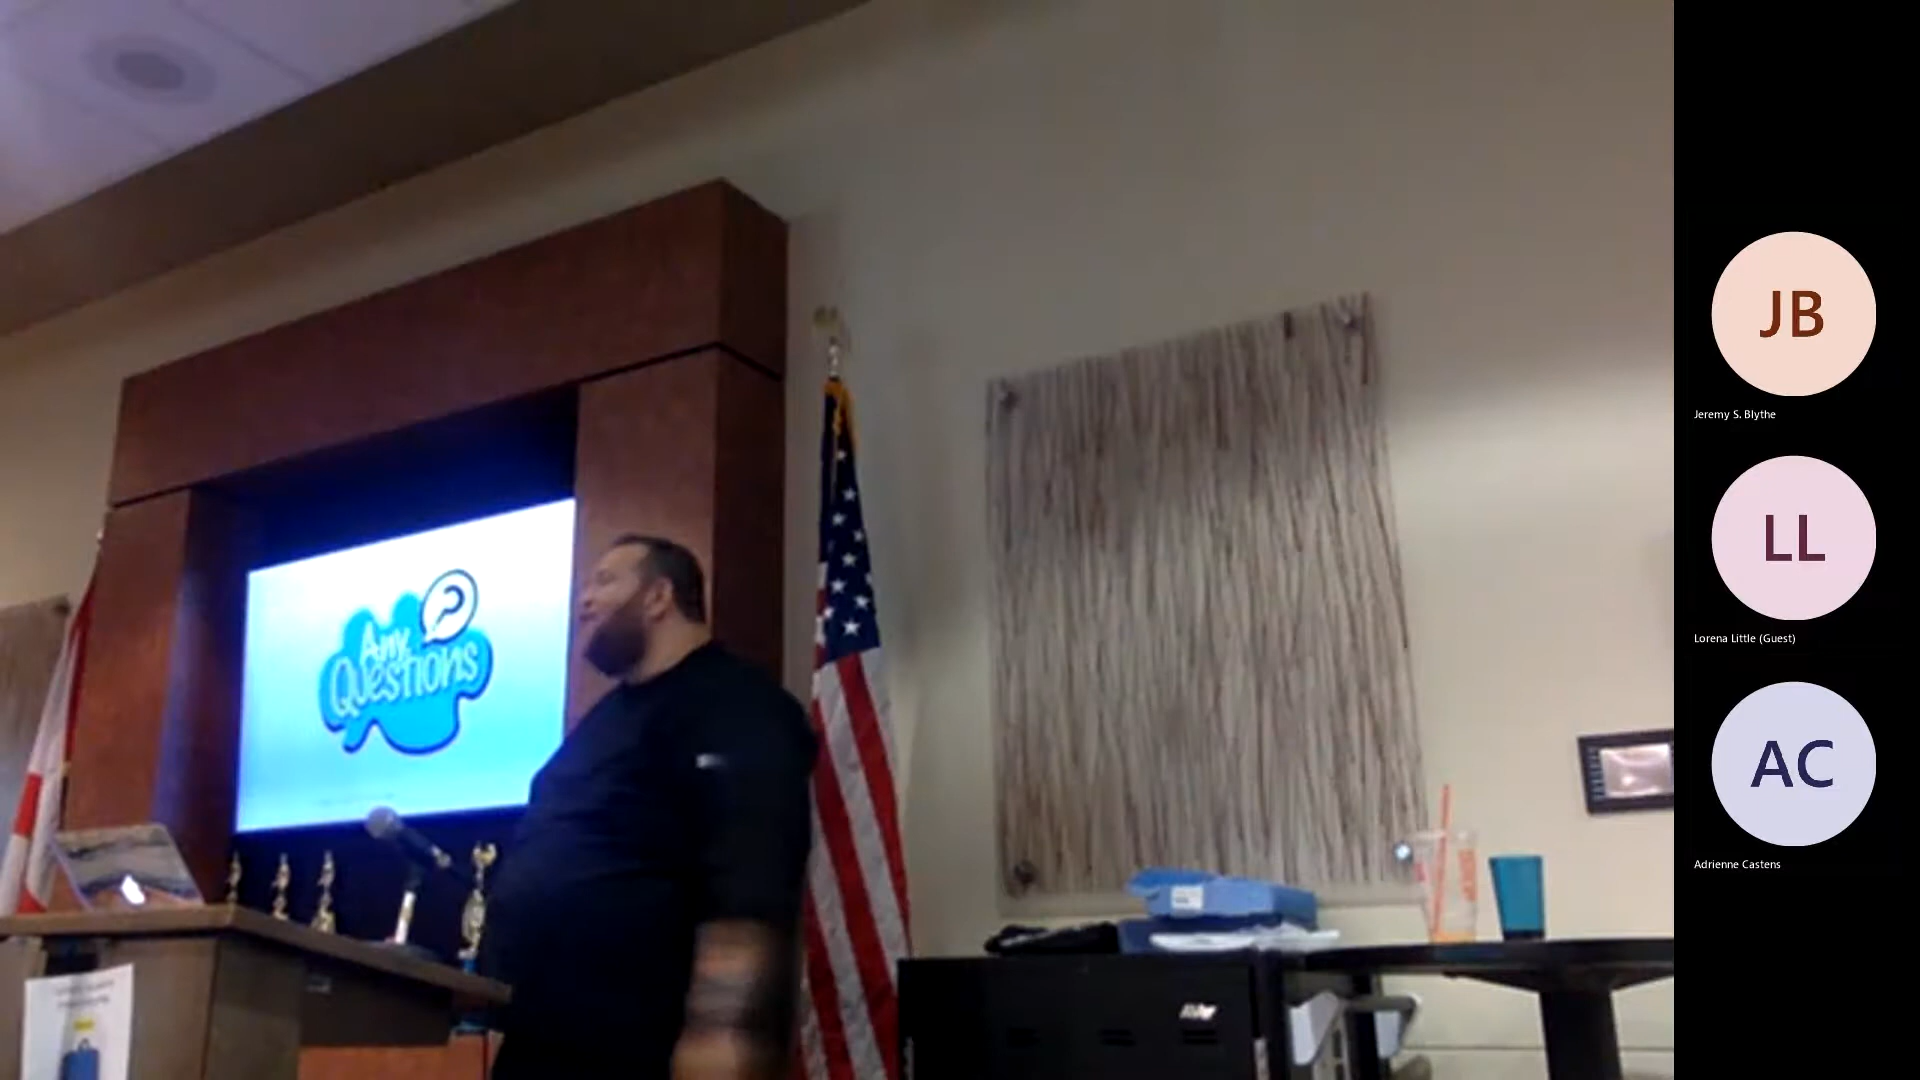 Any
Questions
JB
Jeremy S. Blythe
LL
Lorena Little (Guest)
AC
Adrienne Castens